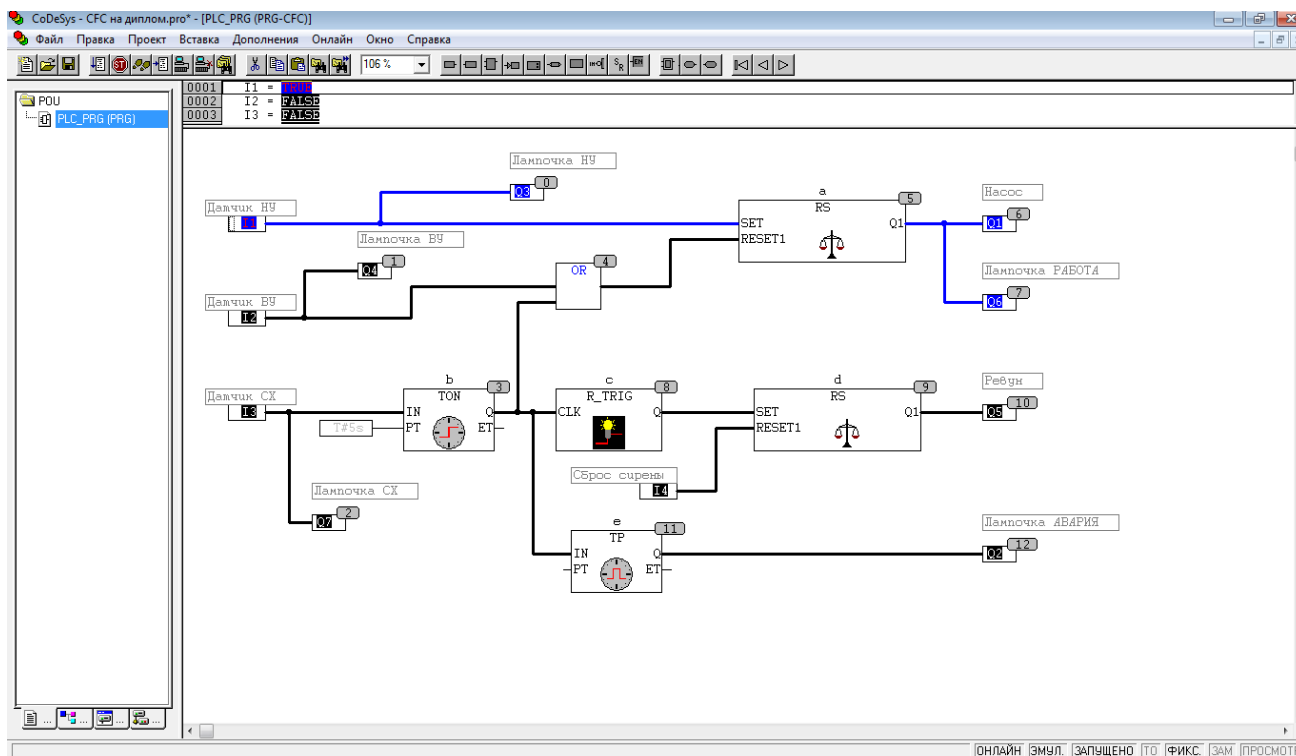 CoDeSys - CFC на диплом.pro* - [PLC_PRG (PRG-CFC)]
Файл Правка Проект Вставка Дополнения Онлайн Окно Справка
106 %
POU
PLC_PRG (PRG)
0001 I1 = TRUE
0002 I2 = FALSE
0003 I3 = FALSE
Лампочка НУ
Q3 0
Датчик НУ
I1
a
RS 5
SET Q1
RESET1
Насос
Q1 6
Лампочка ВУ
Q4 1
OR 4
Лампочка РАБОТА
Q6 7
Датчик ВУ
I2
Датчик СХ
I3
b
TON 3
IN Q
PT ET
T#5s
c
R_TRIG 8
CLK Q
d
RS 9
SET Q1
RESET1
Ревун
Q5 10
Сброс сирены
I4
Лампочка СХ
Q7 2
e
TP 11
IN Q
PT ET
Лампочка АВАРИЯ
Q2 12
ОНЛАЙН ЭМУЛ. ЗАПУЩЕНО ТО ФИКС. ЗАМ ПРОСМОТ